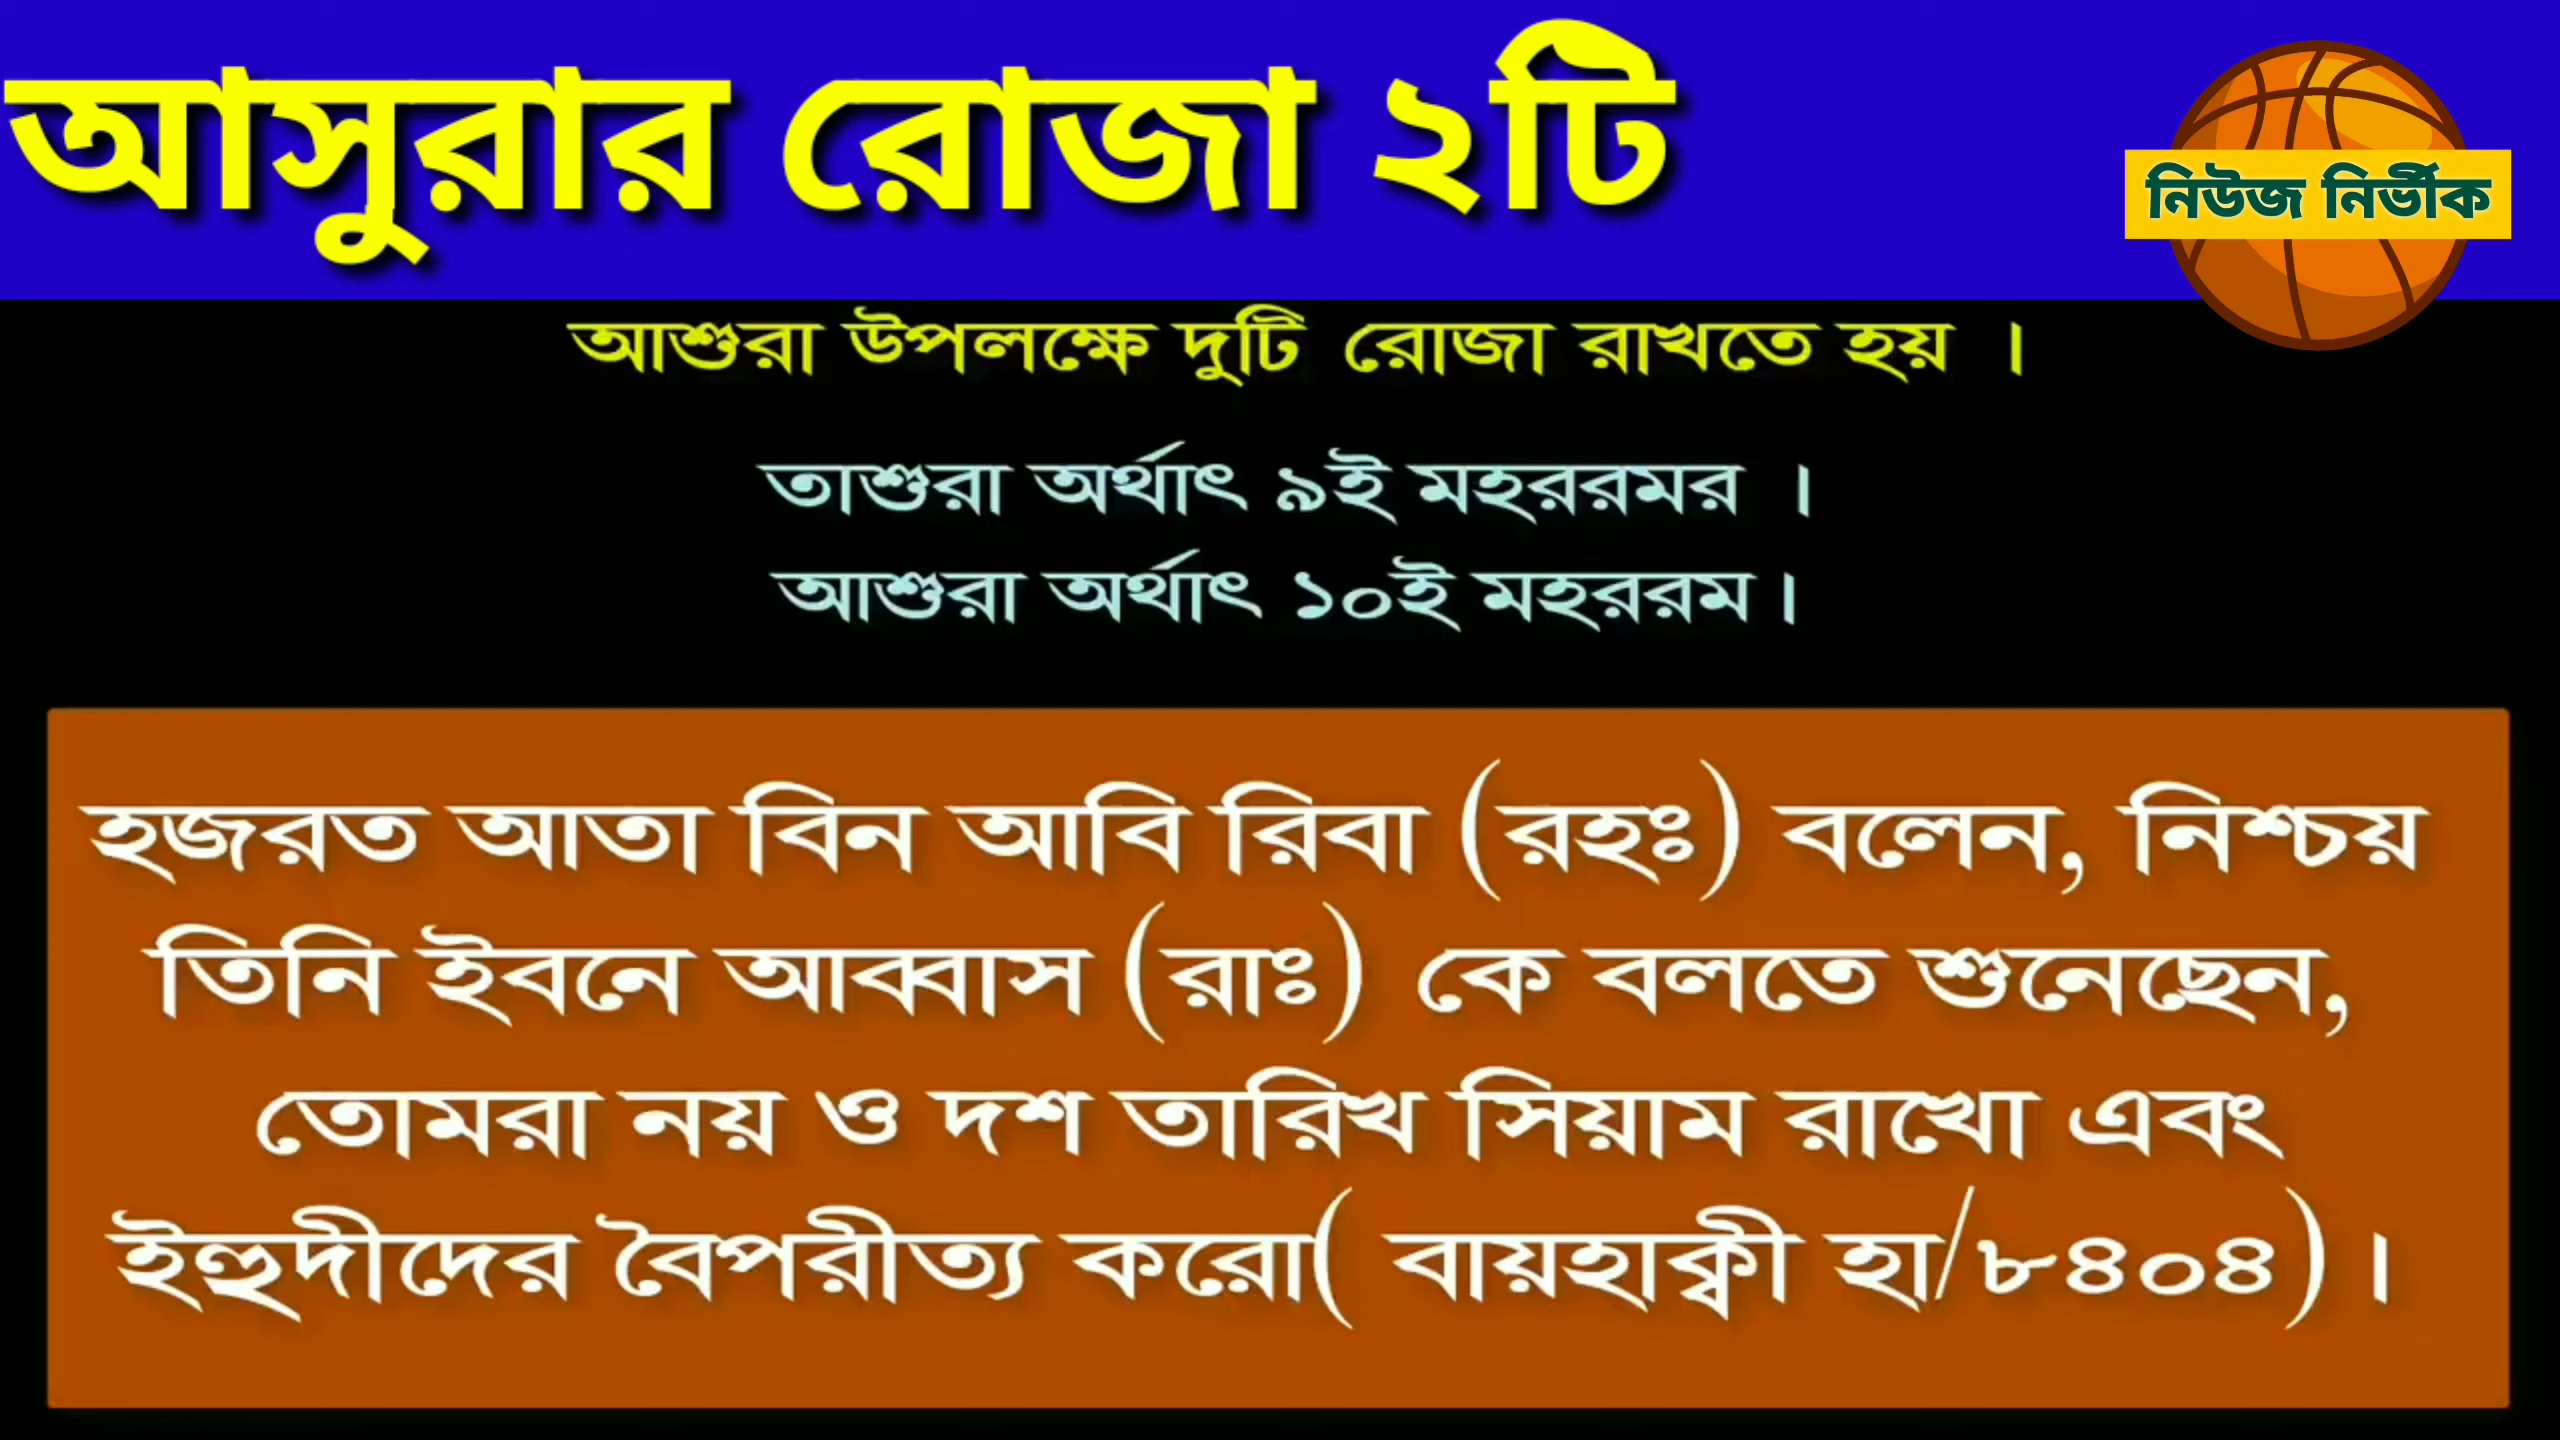 আসুরার রোজা ২টি
নিউজ নির্ভীক
আশুরা উপলক্ষে দুটি রোজা রাখতে হয় ।
তাশুরা অর্থাৎ ৯ই মহররমর ।
আশুরা অর্থাৎ ১০ই মহররম।
হজরত আতা বিন আবি রিবা (রহঃ) বলেন, নিশ্চয়
তিনি ইবনে আব্বাস (রাঃ) কে বলতে শুনেছেন,
তোমরা নয় ও দশ তারিখ সিয়াম রাখো এবং
ইহুদীদের বৈপরীত্য করো( বায়হাক্বী হা/৮৪০৪) ।